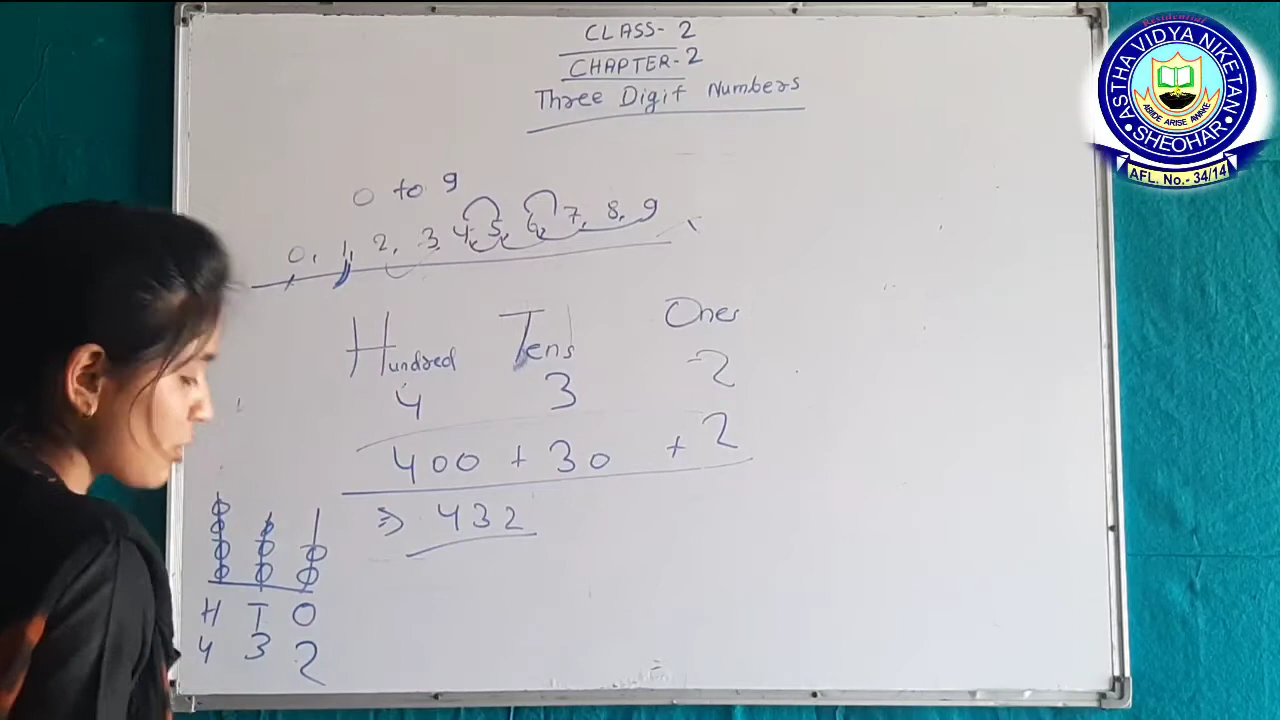 CLASS-2
CHAPTER-2
Three Digit Numbers
0 to 9
0, 1, 2, 3, 4, 5, 6, 7, 8, 9
Hundred Tens Ones
4 3 2
400 + 30 + 2
⇒ 432
H T O
4 3 2
Residential
ASTHA VIDYA NIKETAN
ABIDE ARISE AWAKE
SHEOHAR
AFL. No.- 34/14